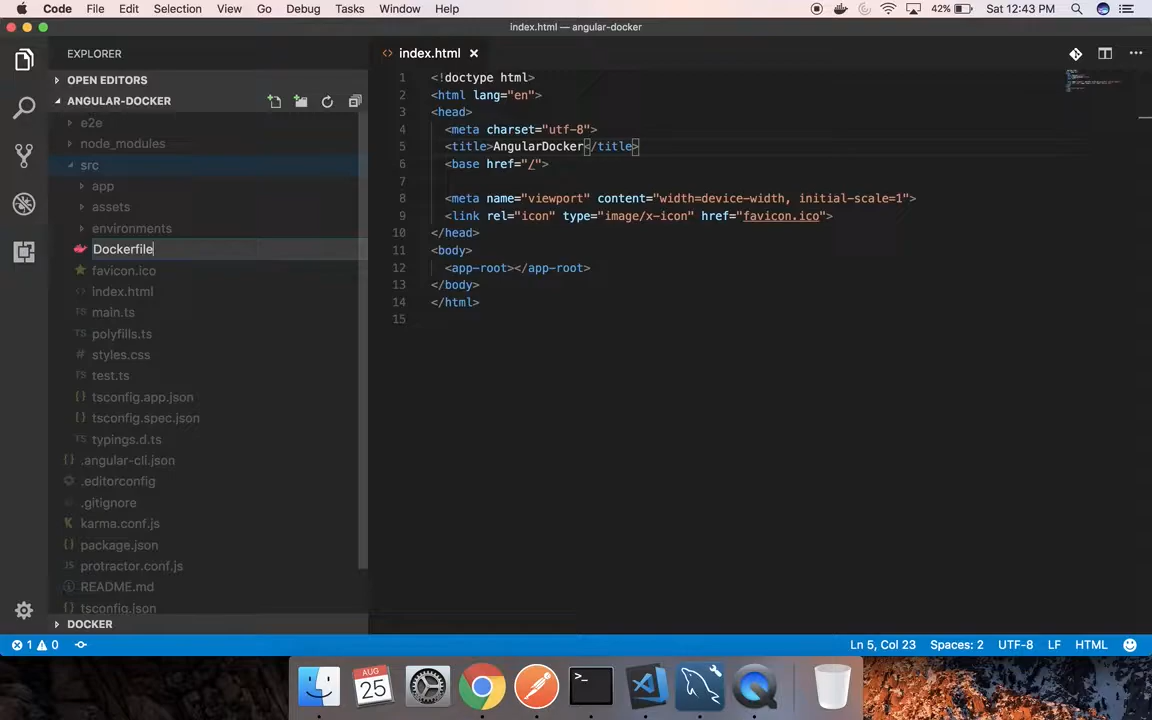 Code File Edit Selection View Go Debug Tasks Window Help 42% Sat 12:43 PM
index.html — angular-docker
EXPLORER
OPEN EDITORS
ANGULAR-DOCKER
e2e
node_modules
src
app
assets
environments
Dockerfile
favicon.ico
<> index.html
main.ts
TS polyfills.ts
# styles.css
TS test.ts
{} tsconfig.app.json
{} tsconfig.spec.json
TS typings.d.ts
{} .angular-cli.json
.editorconfig
.gitignore
K karma.conf.js
{} package.json
JS protractor.conf.js
README.md
{} tsconfig.json
DOCKER
<> index.html ×
1 <!doctype html>
2 <html lang="en">
3 <head>
4 <meta charset="utf-8">
5 <title>AngularDocker</title>
6 <base href="/">
7
8 <meta name="viewport" content="width=device-width, initial-scale=1">
9 <link rel="icon" type="image/x-icon" href="favicon.ico">
10 </head>
11 <body>
12 <app-root></app-root>
13 </body>
14 </html>
15
1 0 Ln 5, Col 23 Spaces: 2 UTF-8 LF HTML
AUG
25
>_